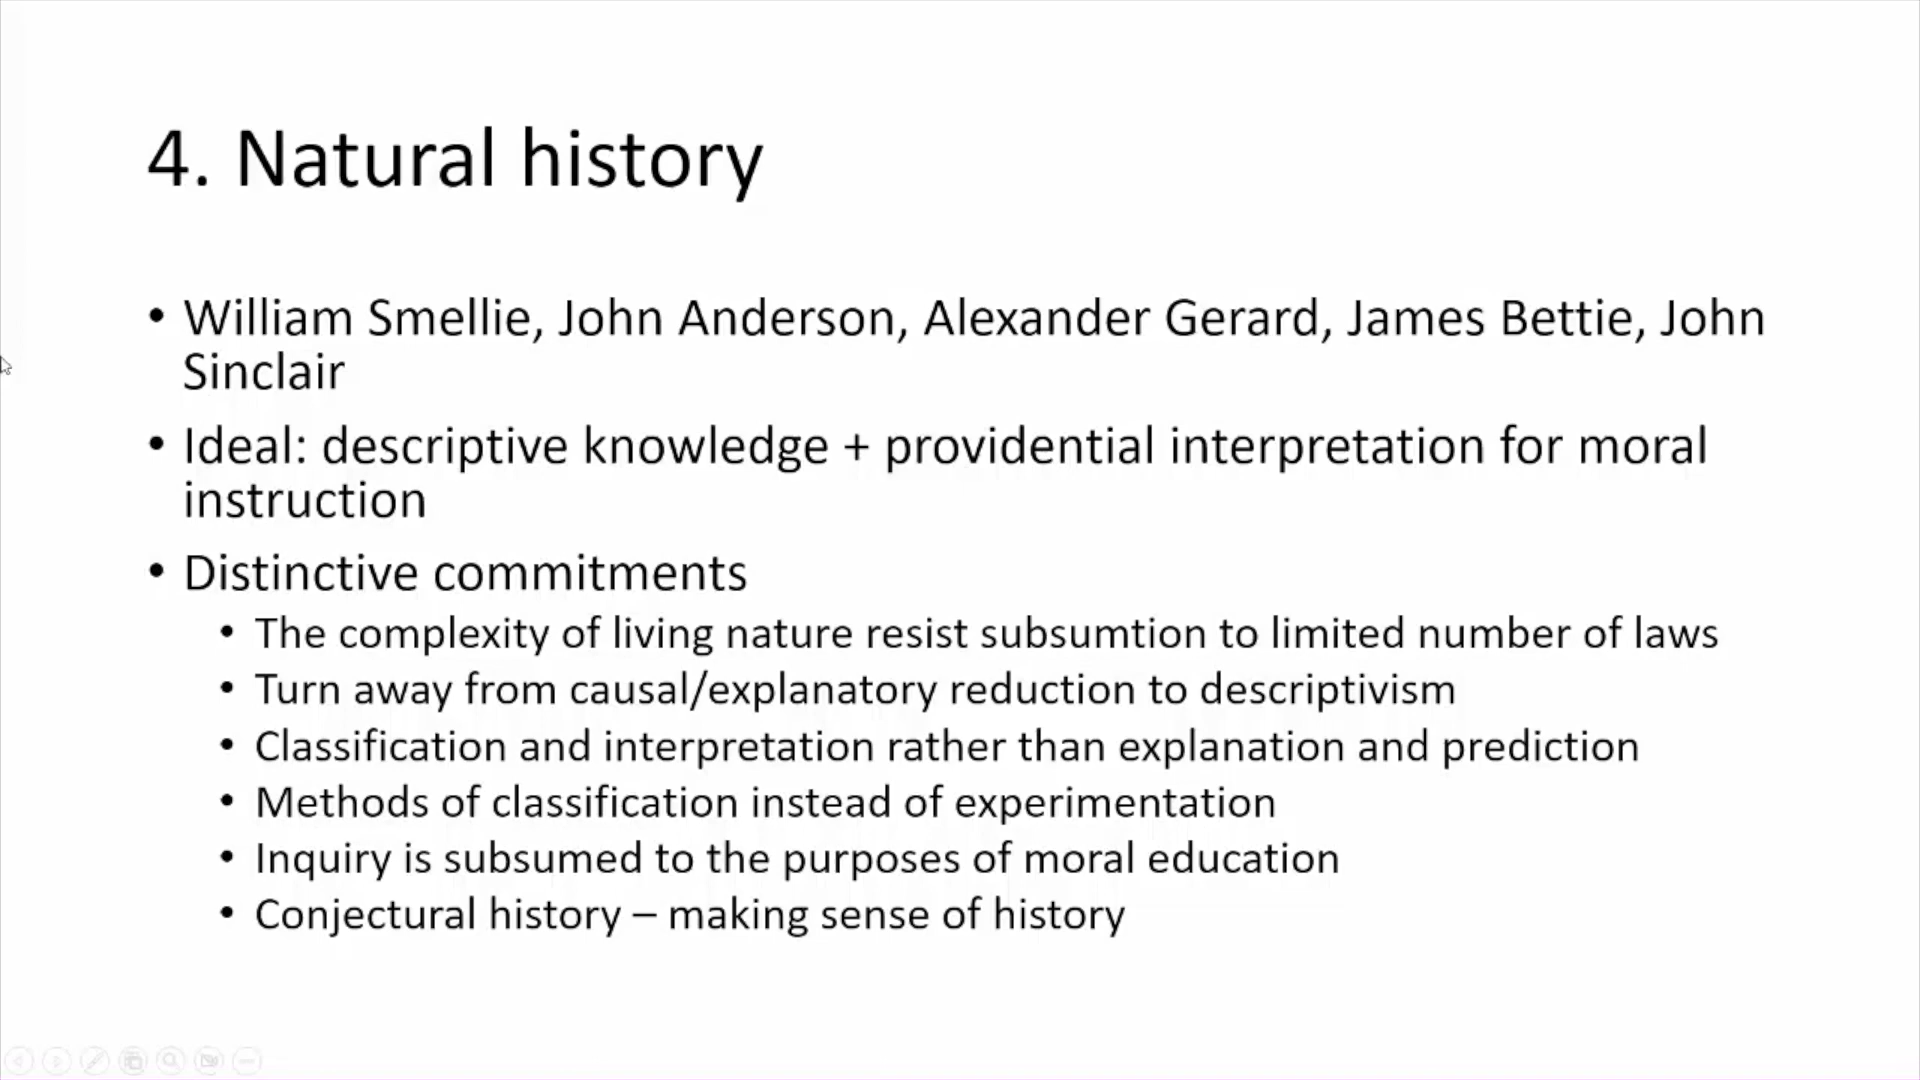 4. Natural history
• William Smellie, John Anderson, Alexander Gerard, James Bettie, John
Sinclair
• Ideal: descriptive knowledge + providential interpretation for moral
instruction
• Distinctive commitments
• The complexity of living nature resist subsumtion to limited number of laws
• Turn away from causal/explanatory reduction to descriptivism
• Classification and interpretation rather than explanation and prediction
• Methods of classification instead of experimentation
• Inquiry is subsumed to the purposes of moral education
• Conjectural history – making sense of history